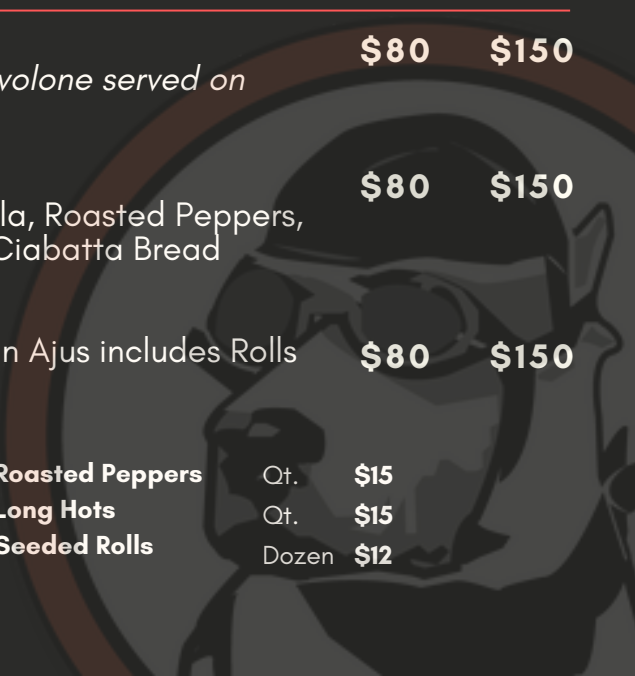 $80 $150
volone served on
$80 $150
la, Roasted Peppers,
Ciabatta Bread
n Ajus includes Rolls $80 $150
Roasted Peppers Qt. $15
Long Hots Qt. $15
Seeded Rolls Dozen $12